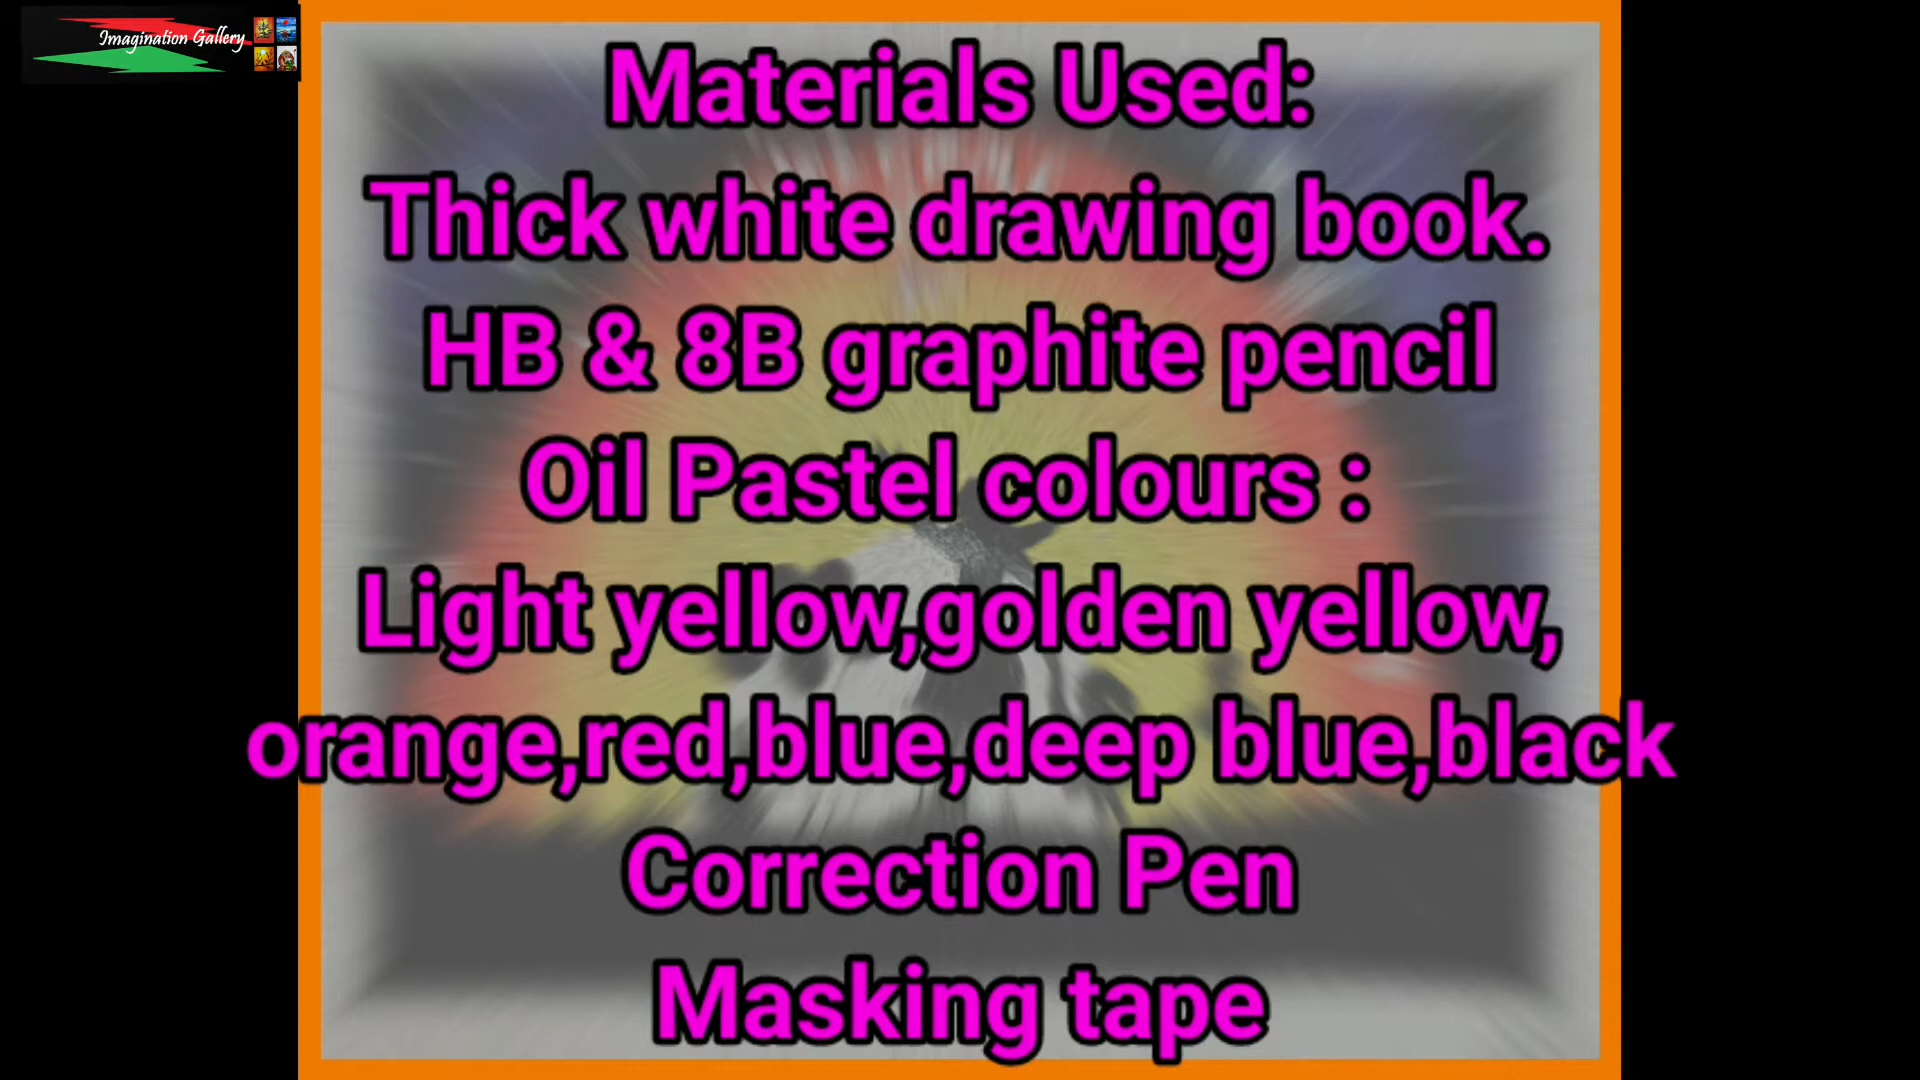 Imagination Gallery
Materials Used:
Thick white drawing book.
HB & 8B graphite pencil
Oil Pastel colours :
Light yellow,golden yellow,
orange,red,blue,deep blue,black
Correction Pen
Masking tape